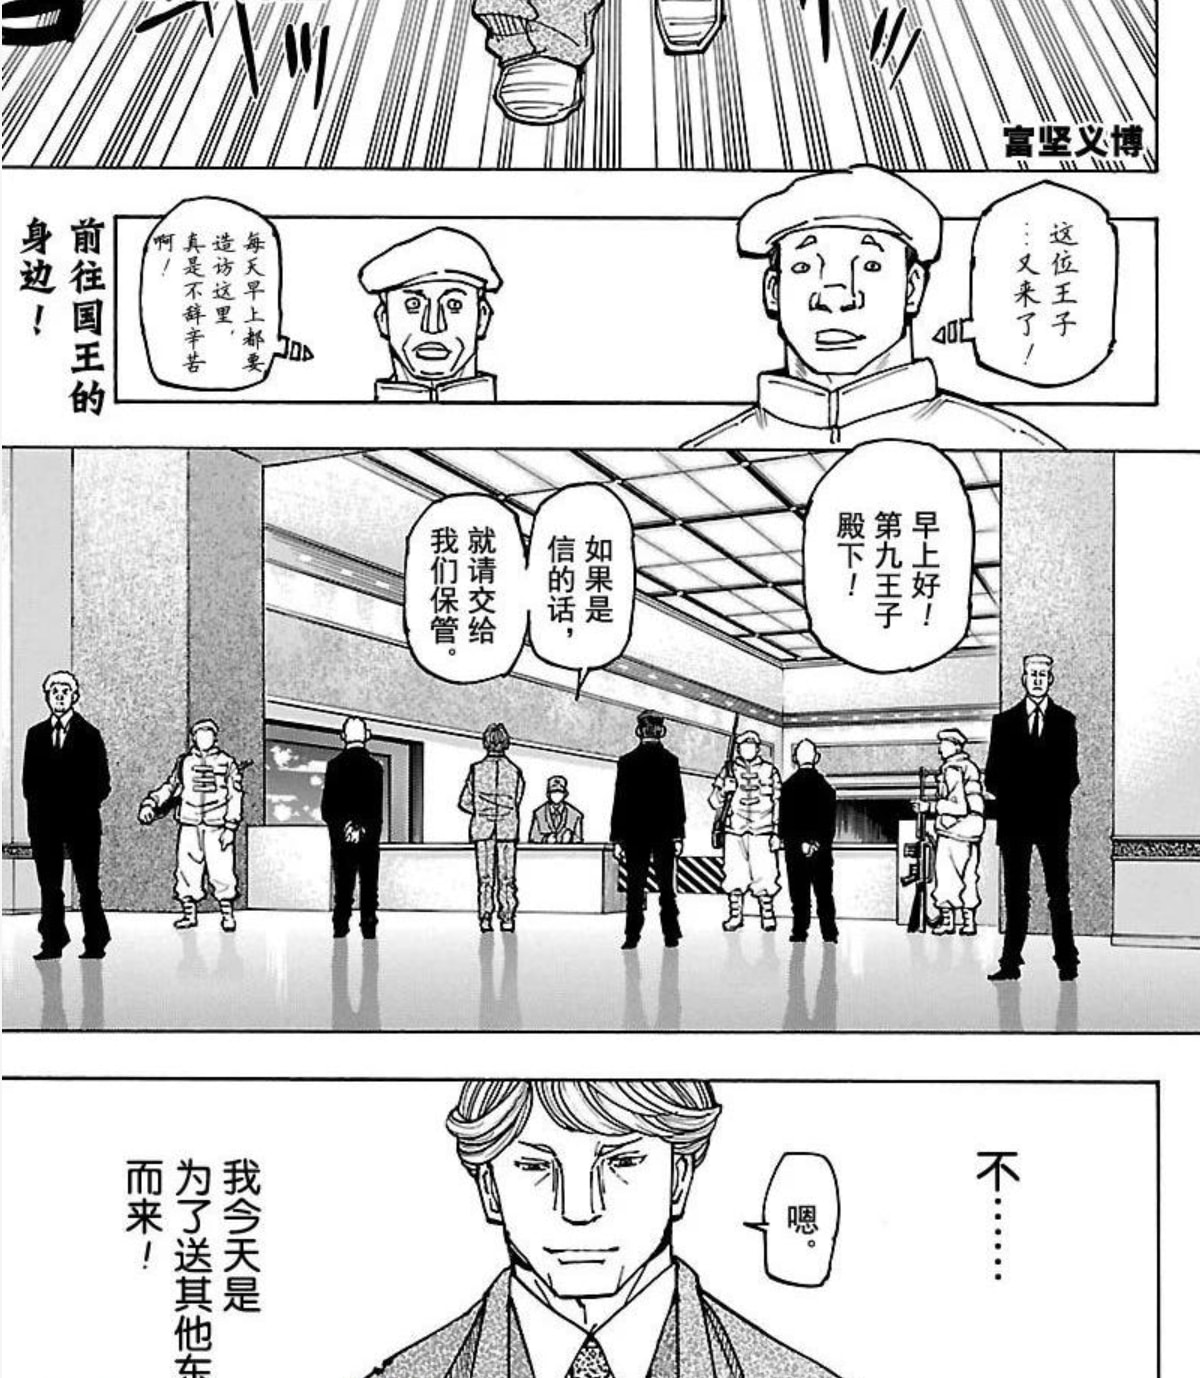 富坚义博
这位王子
…又来了！
每天早上都要
造访这里，
真是不辞辛苦
啊！
前往国王的
身边！
早上好！
第九王子
殿下！
如果是
信的话，
就请交给
我们保管。
不……
嗯。
我今天是
为了送其他东
而来！